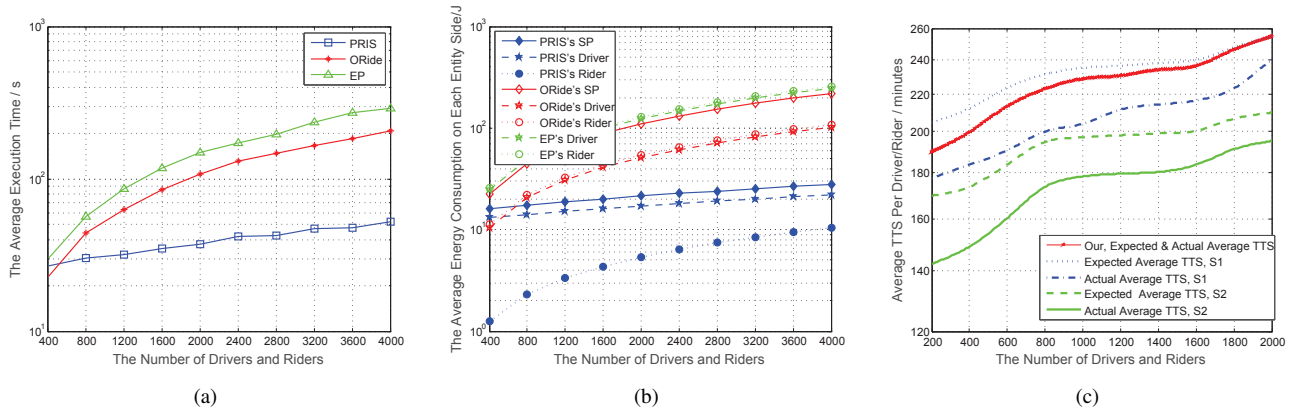 The Average Execution Time / s
10^3
10^2
10^1
PRIS
ORide
EP
400 800 1200 1600 2000 2400 2800 3200 3600 4000
The Number of Drivers and Riders
(a)
The Average Energy Consumption on Each Entity Side/J
10^3
10^2
10^1
10^0
PRIS's SP
PRIS's Driver
PRIS's Rider
ORide's SP
ORide's Driver
ORide's Rider
EP's Driver
EP's Rider
400 800 1200 1600 2000 2400 2800 3200 3600 4000
The Number of Drivers and Riders
(b)
Average TTS Per Driver/Rider / minutes
260
240
220
200
180
160
140
120
Our, Expected & Actual Average TTS
Expected Average TTS, S1
Actual Average TTS, S1
Expected Average TTS, S2
Actual Average TTS, S2
200 400 600 800 1000 1200 1400 1600 1800 2000
The Number of Drivers and Riders
(c)